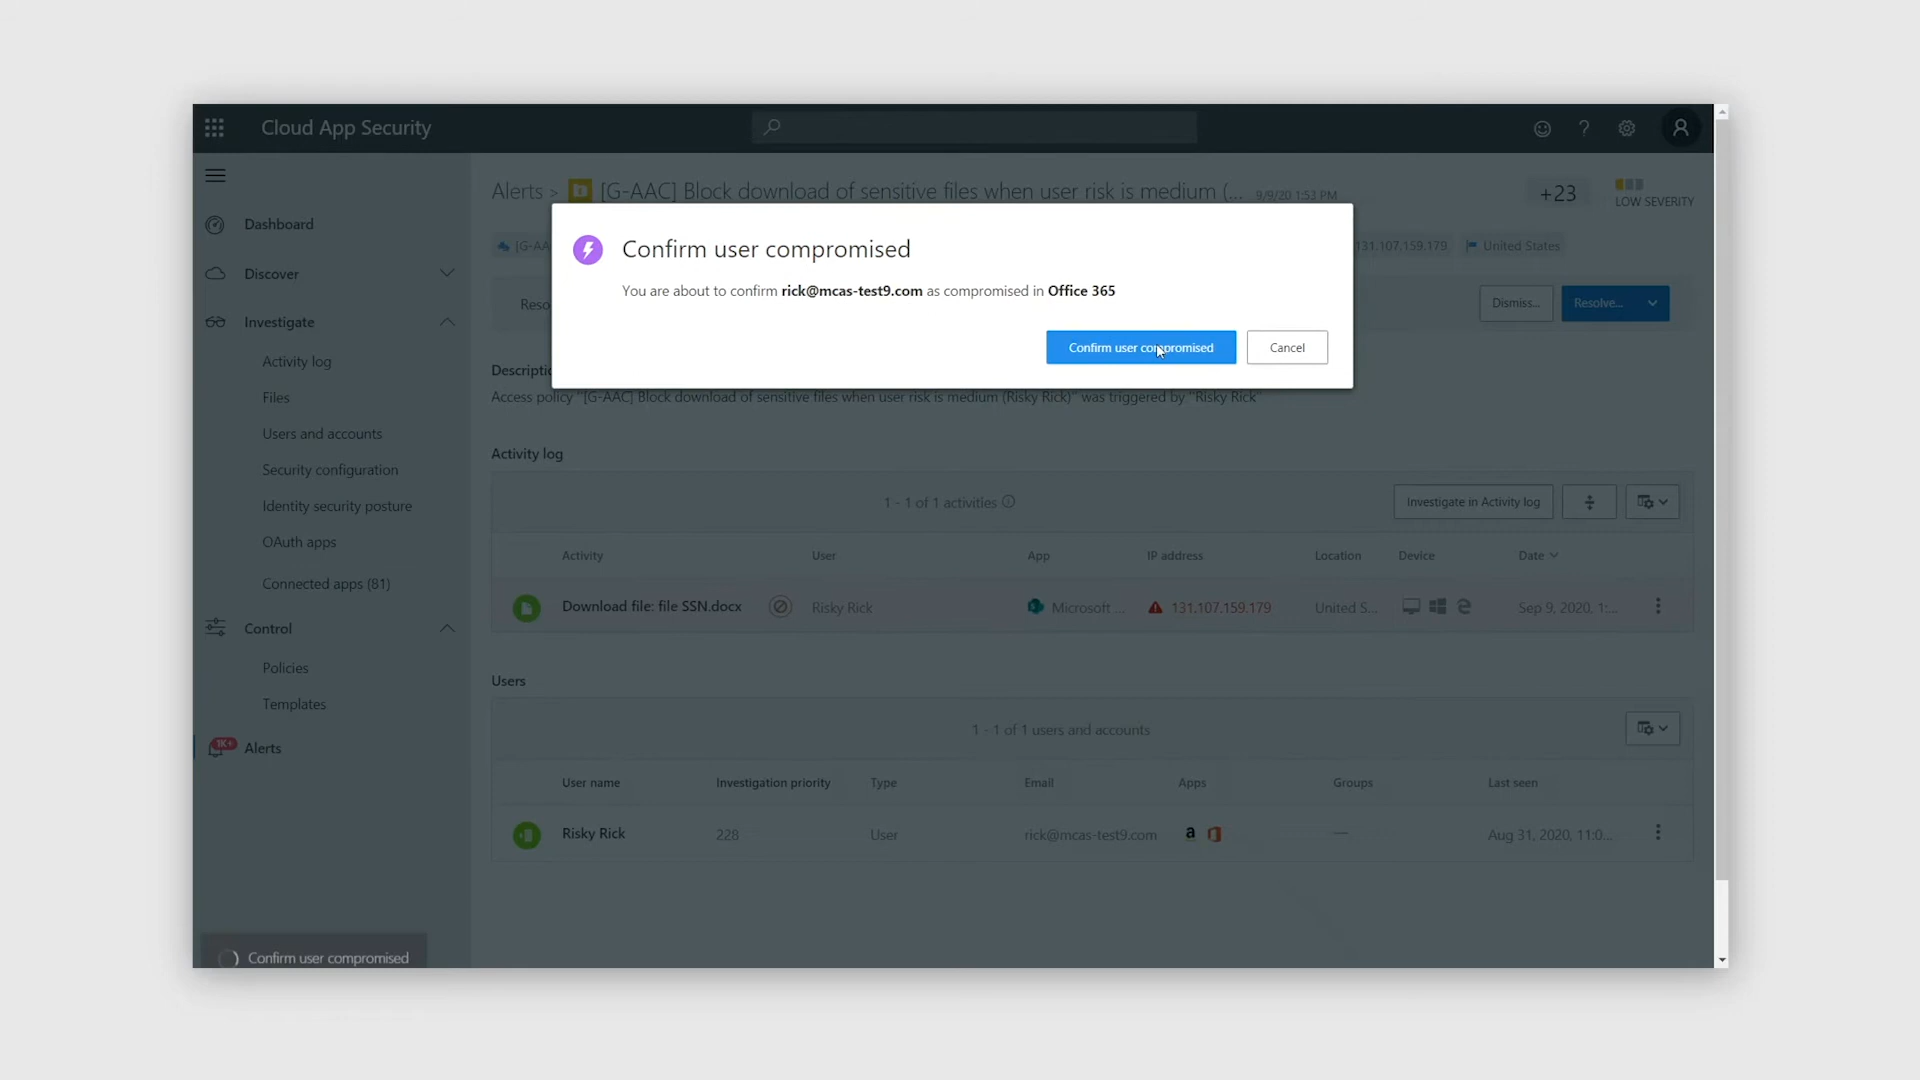 Cloud App Security
Alerts > [G-AAC] Block download of sensitive files when user risk is medium (... 9/9/20 1:53 PM
+23
LOW SEVERITY
[G-AA
131.107.159.179
United States
Confirm user compromised
You are about to confirm rick@mcas-test9.com as compromised in Office 365
Confirm user compromised
Cancel
Reso
Dismiss...
Resolve...
Descriptio
Access policy "[G-AAC] Block download of sensitive files when user risk is medium (Risky Rick)" was triggered by "Risky Rick"
Dashboard
Discover
Investigate
Activity log
Files
Users and accounts
Security configuration
Identity security posture
OAuth apps
Connected apps (81)
Control
Policies
Templates
1K+
Alerts
Activity log
1 - 1 of 1 activities
Investigate in Activity log
Activity User App IP address Location Device Date
Download file: file SSN.docx Risky Rick Microsoft ... 131.107.159.179 United S... Sep 9, 2020, 1:...
Users
1 - 1 of 1 users and accounts
User name Investigation priority Type Email Apps Groups Last seen
Risky Rick 228 User rick@mcas-test9.com a — Aug 31, 2020, 11:0...
Confirm user compromised